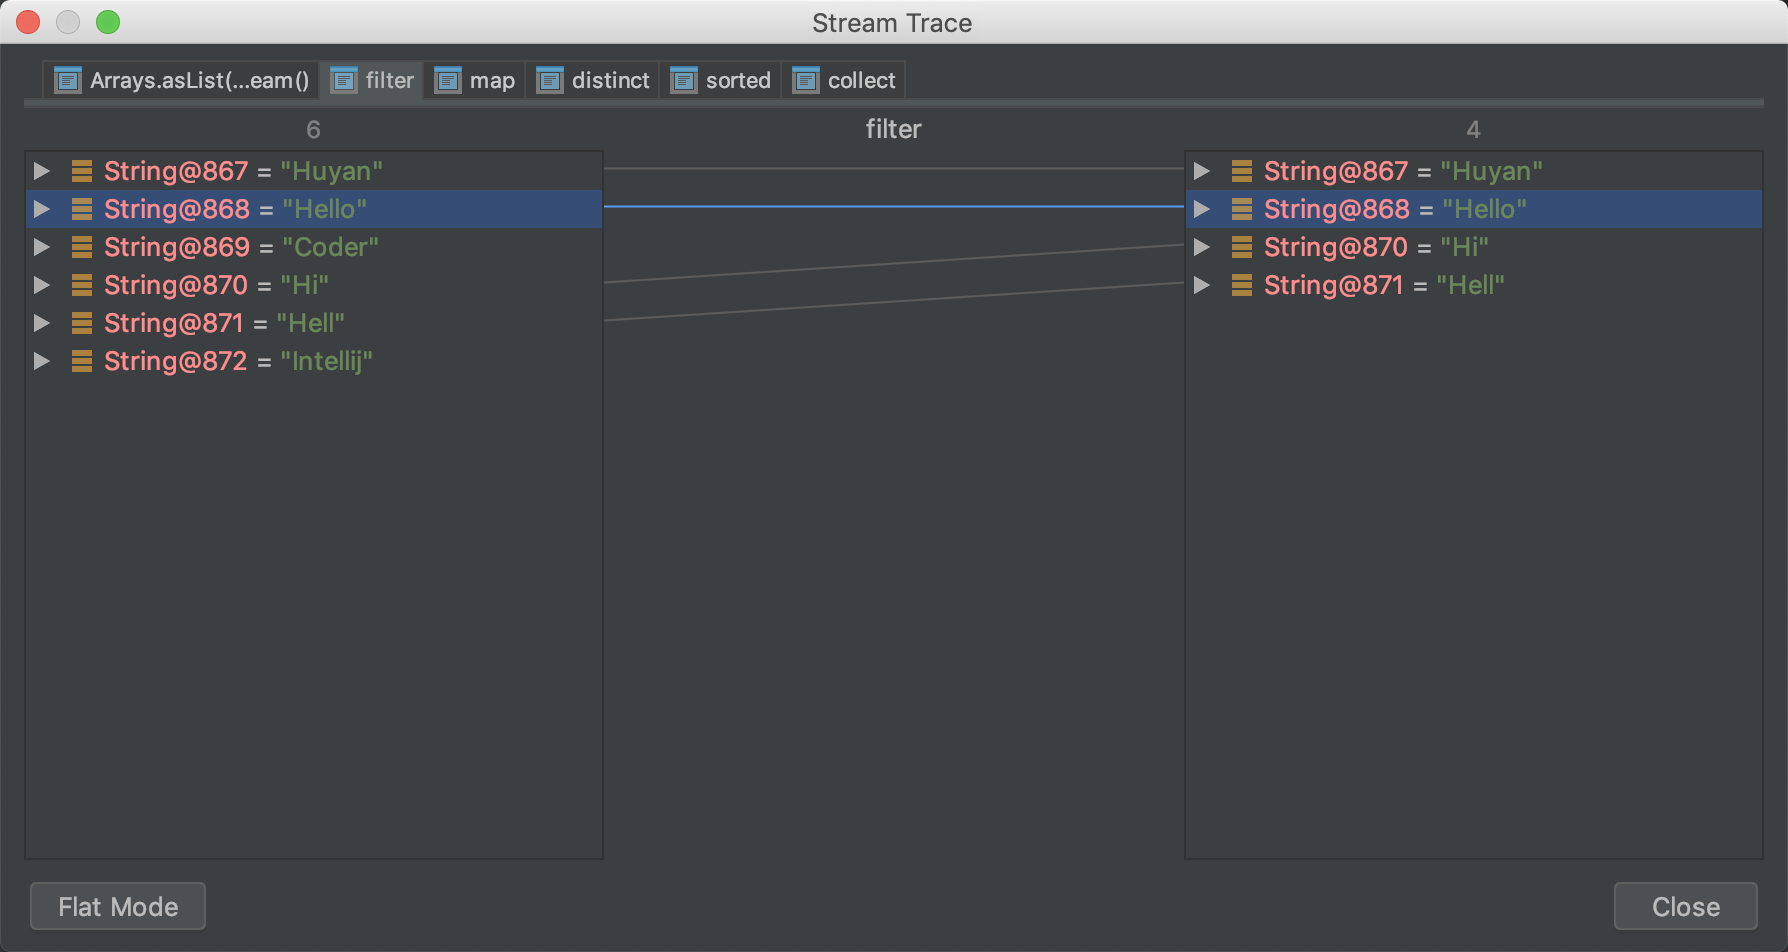 Stream Trace
Arrays.asList(...eam() filter map distinct sorted collect
6 filter 4
String@867 = "Huyan"
String@868 = "Hello"
String@869 = "Coder"
String@870 = "Hi"
String@871 = "Hell"
String@872 = "Intellij"
String@867 = "Huyan"
String@868 = "Hello"
String@870 = "Hi"
String@871 = "Hell"
Flat Mode Close